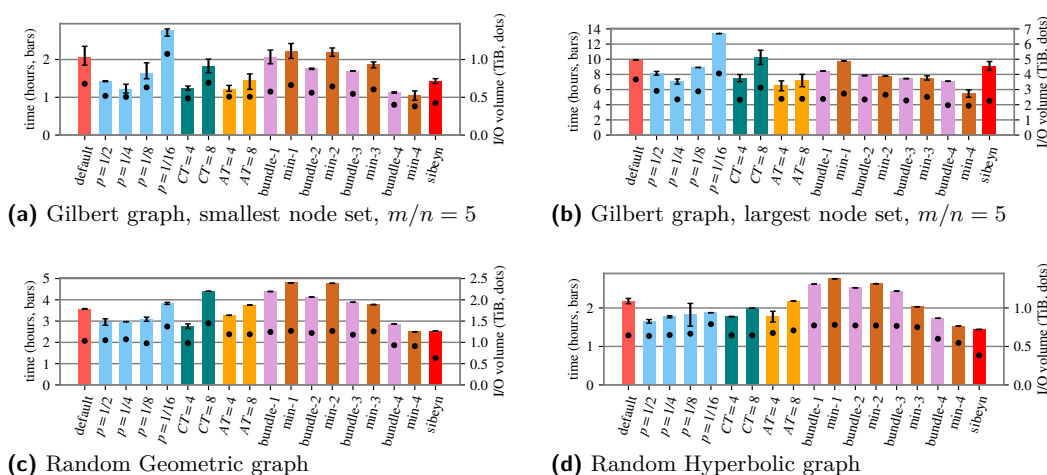 time (hours, bars)
2
1
0
1.0
0.5
0.0
I/O volume (TiB, dots)
default
p = 1/2
p = 1/4
p = 1/8
p = 1/16
CT = 4
CT = 8
AT = 4
AT = 8
bundle-1
min-1
bundle-2
min-2
bundle-3
min-3
bundle-4
min-4
sibeyn
(a) Gilbert graph, smallest node set, m/n = 5
time (hours, bars)
14
12
10
8
6
4
2
0
7
6
5
4
3
2
1
0
I/O volume (TiB, dots)
default
p = 1/2
p = 1/4
p = 1/8
p = 1/16
CT = 4
CT = 8
AT = 4
AT = 8
bundle-1
min-1
bundle-2
min-2
bundle-3
min-3
bundle-4
min-4
sibeyn
(b) Gilbert graph, largest node set, m/n = 5
time (hours, bars)
5
4
3
2
1
0
2.5
2.0
1.5
1.0
0.5
0.0
I/O volume (TiB, dots)
default
p = 1/2
p = 1/4
p = 1/8
p = 1/16
CT = 4
CT = 8
AT = 4
AT = 8
bundle-1
min-1
bundle-2
min-2
bundle-3
min-3
bundle-4
min-4
sibeyn
(c) Random Geometric graph
time (hours, bars)
2
1
0
1.0
0.5
0.0
I/O volume (TiB, dots)
default
p = 1/2
p = 1/4
p = 1/8
p = 1/16
CT = 4
CT = 8
AT = 4
AT = 8
bundle-1
min-1
bundle-2
min-2
bundle-3
min-3
bundle-4
min-4
sibeyn
(d) Random Hyperbolic graph